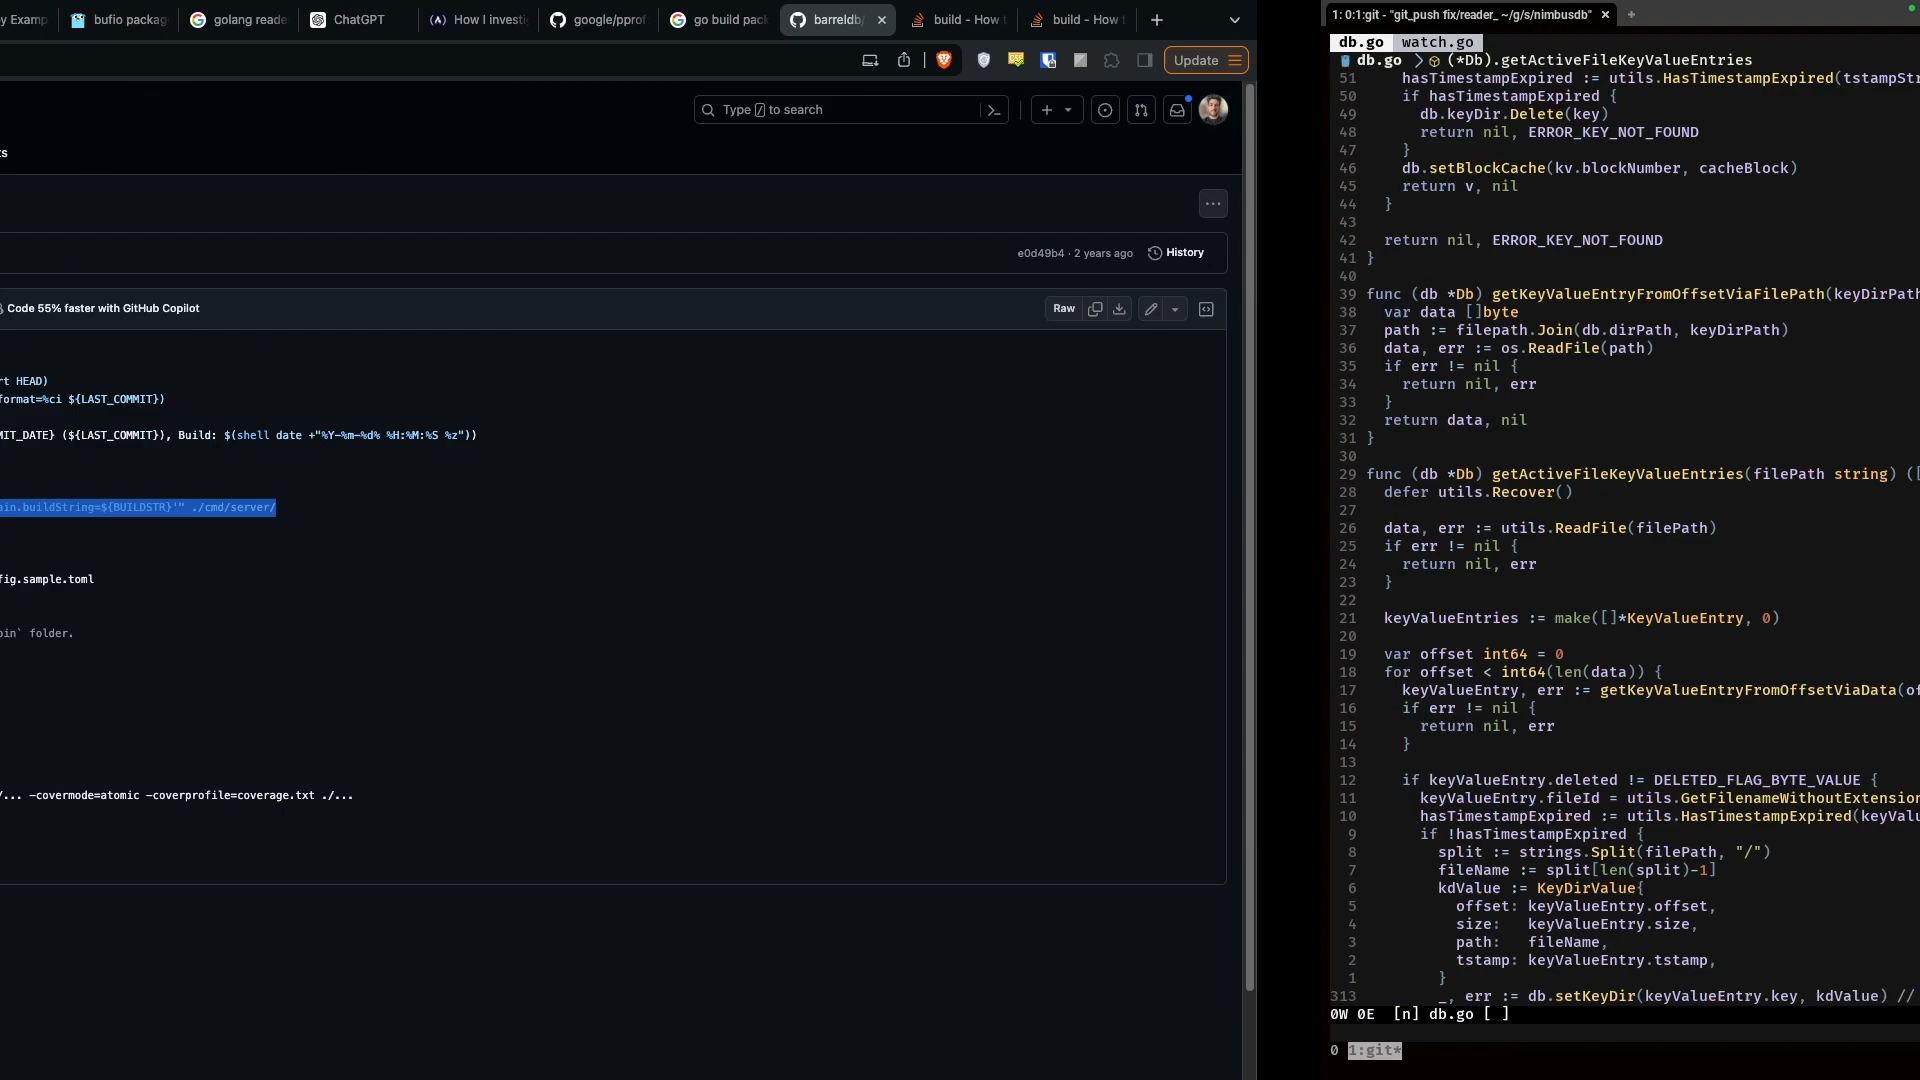 y Examp
bufio packag
golang reade
ChatGPT
How I investi
google/pprof
go build pack
barreldb/
build - How t
build - How t
Update
Type / to search
ts
e0d49b4 · 2 years ago
History
Code 55% faster with GitHub Copilot
Raw
rt HEAD)
format=%ci ${LAST_COMMIT})
MIT_DATE} (${LAST_COMMIT}), Build: $(shell date +"%Y-%m-%d% %H:%M:%S %z"))
ain.buildString=${BUILDSTR}'" ./cmd/server/
fig.sample.toml
bin` folder.
/... -covermode=atomic -coverprofile=coverage.txt ./...
1: 0:1:git - "git_push fix/reader_ ~/g/s/nimbusdb"
db.go watch.go
db.go (*Db).getActiveFileKeyValueEntries
51 hasTimestampExpired := utils.HasTimestampExpired(tstampStr
50 if hasTimestampExpired {
49 db.keyDir.Delete(key)
48 return nil, ERROR_KEY_NOT_FOUND
47 }
46 db.setBlockCache(kv.blockNumber, cacheBlock)
45 return v, nil
44 }
43
42 return nil, ERROR_KEY_NOT_FOUND
41 }
40
39 func (db *Db) getKeyValueEntryFromOffsetViaFilePath(keyDirPath
38 var data []byte
37 path := filepath.Join(db.dirPath, keyDirPath)
36 data, err := os.ReadFile(path)
35 if err != nil {
34 return nil, err
33 }
32 return data, nil
31 }
30
29 func (db *Db) getActiveFileKeyValueEntries(filePath string) ([
28 defer utils.Recover()
27
26 data, err := utils.ReadFile(filePath)
25 if err != nil {
24 return nil, err
23 }
22
21 keyValueEntries := make([]*KeyValueEntry, 0)
20
19 var offset int64 = 0
18 for offset < int64(len(data)) {
17 keyValueEntry, err := getKeyValueEntryFromOffsetViaData(of
16 if err != nil {
15 return nil, err
14 }
13
12 if keyValueEntry.deleted != DELETED_FLAG_BYTE_VALUE {
11 keyValueEntry.fileId = utils.GetFilenameWithoutExtension
10 hasTimestampExpired := utils.HasTimestampExpired(keyValu
9 if !hasTimestampExpired {
8 split := strings.Split(filePath, "/")
7 fileName := split[len(split)-1]
6 kdValue := KeyDirValue{
5 offset: keyValueEntry.offset,
4 size: keyValueEntry.size,
3 path: fileName,
2 tstamp: keyValueEntry.tstamp,
1 }
313 _, err := db.setKeyDir(keyValueEntry.key, kdValue) //
0W 0E [n] db.go [ ]
0 1:git*